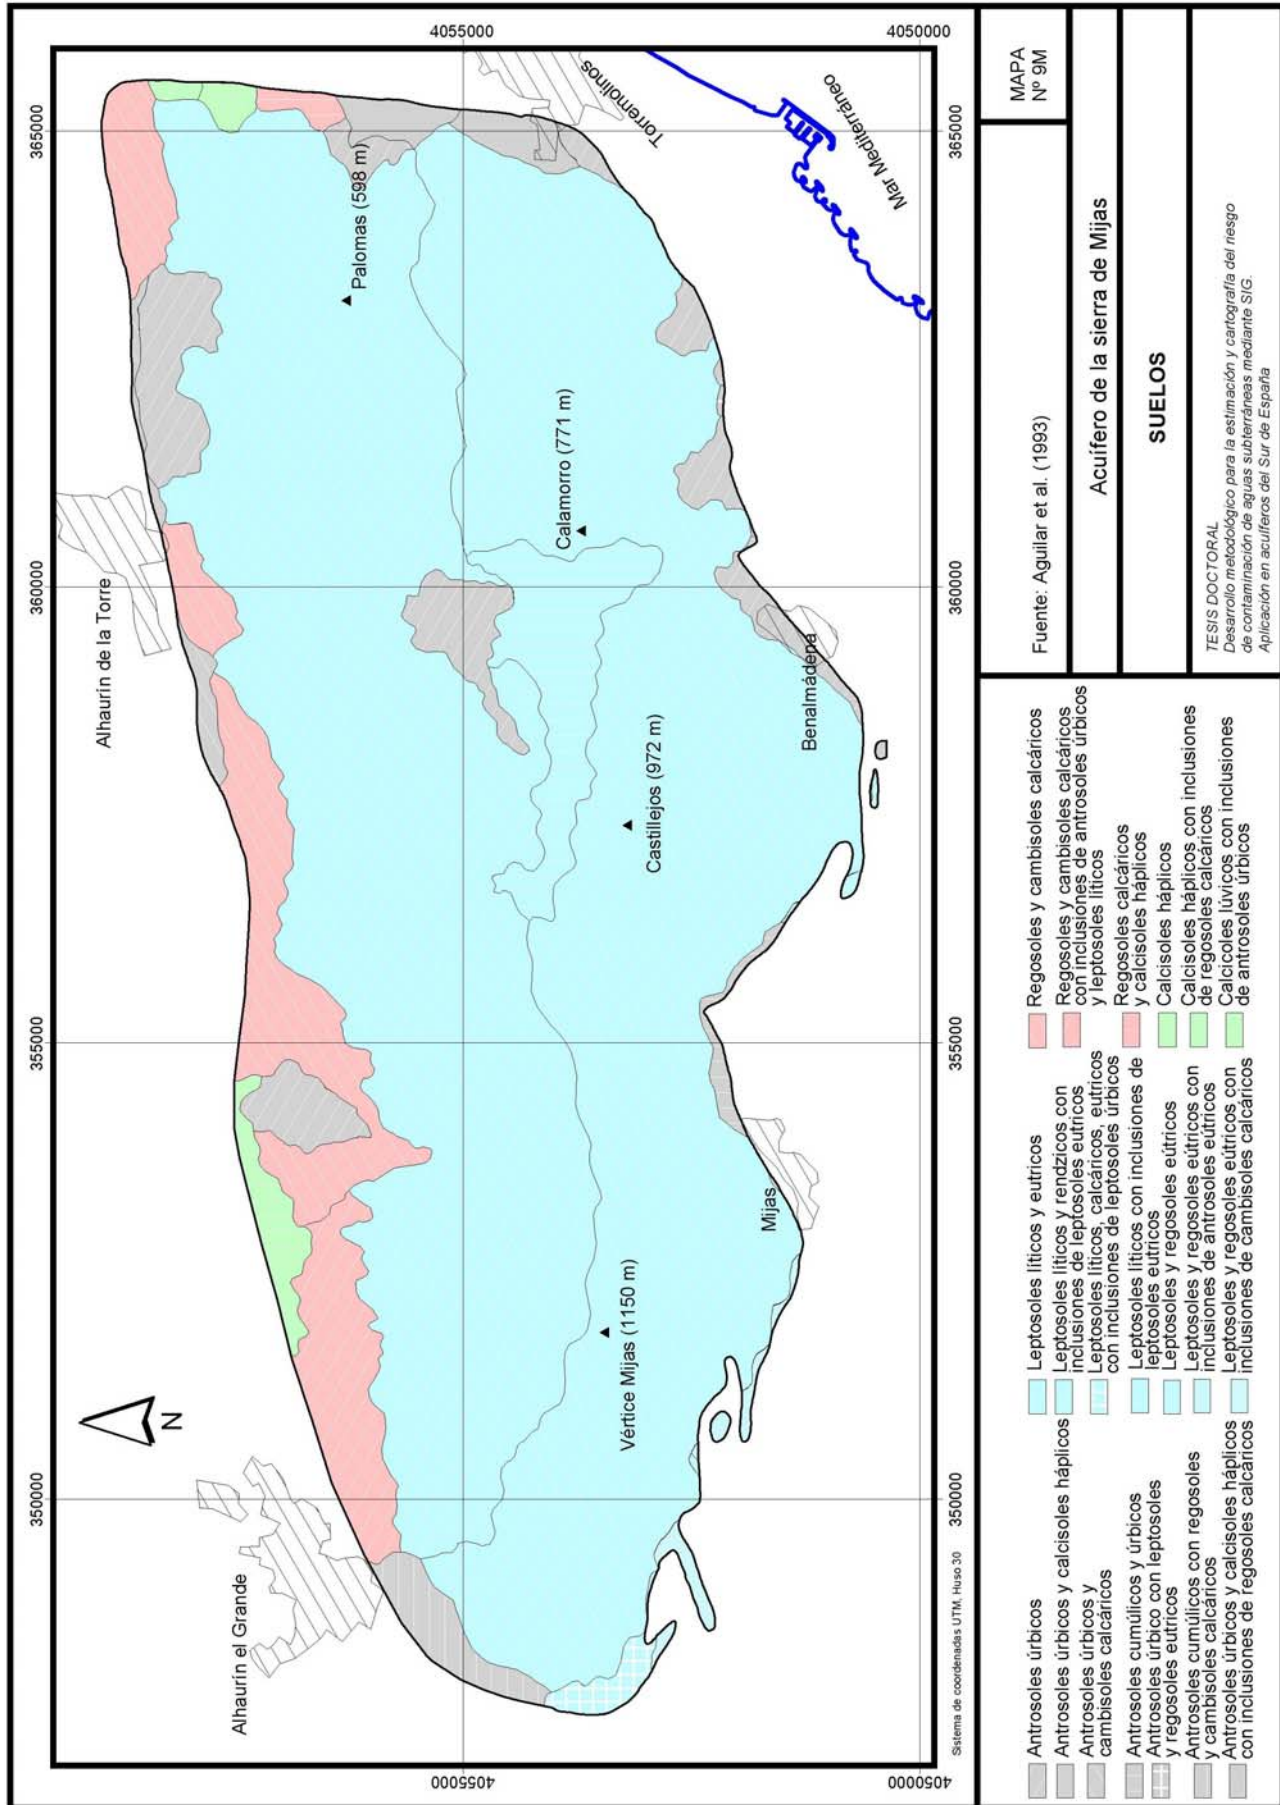 350000
355000
360000
365000
4055000
4050000
4055000
4050000
350000
355000
360000
365000
Alhaurín el Grande
N
Alhaurín de la Torre
Palomas (598 m)
Torremolinos
Calamorro (771 m)
Castillejos (972 m)
Vértice Mijas (1150 m)
Mijas
Benalmádena
Mar Mediterráneo
Sistema de coordenadas UTM. Huso 30
Antrosoles úrbicos
Antrosoles úrbicos y calcisoles háplicos
Antrosoles úrbicos y
cambisoles calcáricos
Antrosoles cumúlicos y úrbicos
Antrosoles úrbico con leptosoles
y regosoles eutricos
Antrosoles cumúlicos con regosoles
y cambisoles calcáricos
Antrosoles úrbicos y calcisoles háplicos
con inclusiones de regosoles calcáricos
Leptosoles líticos y eutricos
Leptosoles líticos y rendzicos con
inclusiones de leptosoles eutricos
Leptosoles líticos, calcáricos, eutricos
con inclusiones de leptosoles úrbicos
Leptosoles líticos con inclusiones de
leptosoles eutricos
Leptosoles y regosoles eútricos
Leptosoles y regosoles eútricos con
inclusiones de antrosoles eútricos
Leptosoles y regosoles eútricos con
inclusiones de cambisoles calcáricos
Regosoles y cambisoles calcáricos
Regosoles y cambisoles calcáricos
con inclusiones de antrosoles úrbicos
y leptosoles líticos
Regosoles calcáricos
y calcisoles háplicos
Calcisoles háplicos
Calcisoles háplicos con inclusiones
de regosoles calcáricos
Calcicoles lúvicos con inclusiones
de antrosoles úrbicos
Fuente: Aguilar et al. (1993)
MAPA
Nº 9M
Acuífero de la sierra de Mijas
SUELOS
TESIS DOCTORAL
Desarrollo metodológico para la estimación y cartografía del riesgo
de contaminación de aguas subterráneas mediante SIG.
Aplicación en acuíferos del Sur de España